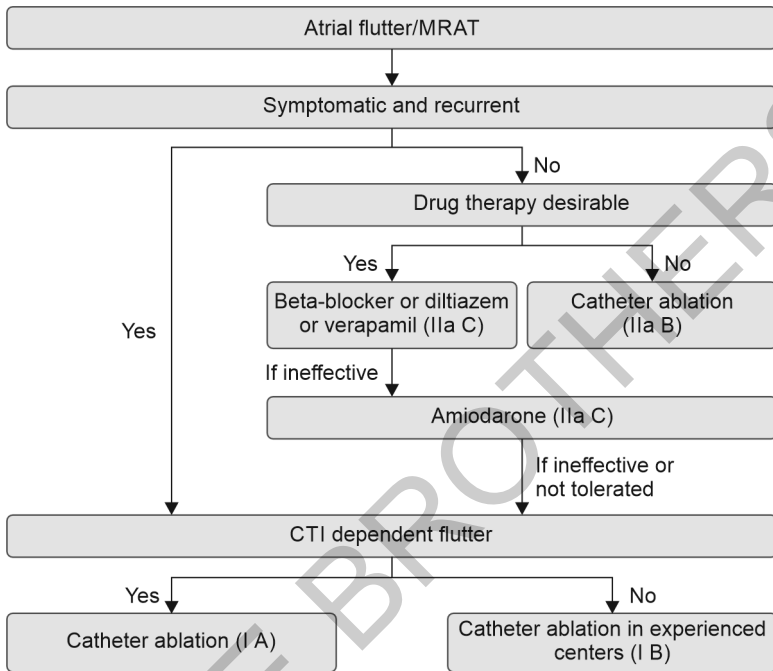 Atrial flutter/MRAT
Symptomatic and recurrent
No
Drug therapy desirable
Yes
No
Beta-blocker or diltiazem
or verapamil (IIa C)
Catheter ablation
(IIa B)
Yes
If ineffective
Amiodarone (IIa C)
If ineffective or
not tolerated
CTI dependent flutter
Yes
No
Catheter ablation (I A)
Catheter ablation in experienced
centers (I B)
E BROTHERS